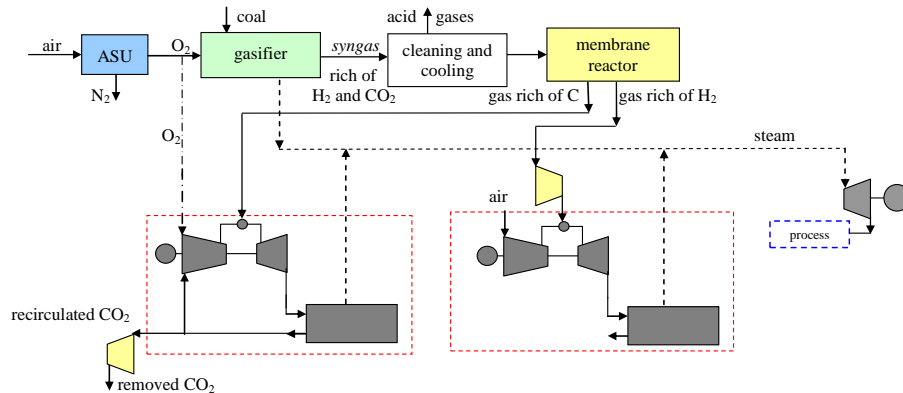 coal
acid gases
air
ASU
O₂
gasifier
syngas
cleaning and
cooling
membrane
reactor
rich of
H₂ and CO₂
gas rich of C
gas rich of H₂
N₂
O₂
steam
air
process
recirculated CO₂
removed CO₂